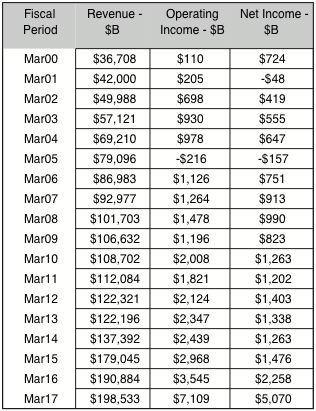 Fiscal Period Revenue - $B Operating Income - $B Net Income - $B
Mar00 $36,708 $110 $724
Mar01 $42,000 $205 -$48
Mar02 $49,988 $698 $419
Mar03 $57,121 $930 $555
Mar04 $69,210 $978 $647
Mar05 $79,096 -$216 -$157
Mar06 $86,983 $1,126 $751
Mar07 $92,977 $1,264 $913
Mar08 $101,703 $1,478 $990
Mar09 $106,632 $1,196 $823
Mar10 $108,702 $2,008 $1,263
Mar11 $112,084 $1,821 $1,202
Mar12 $122,321 $2,124 $1,403
Mar13 $122,196 $2,347 $1,338
Mar14 $137,392 $2,439 $1,263
Mar15 $179,045 $2,968 $1,476
Mar16 $190,884 $3,545 $2,258
Mar17 $198,533 $7,109 $5,070